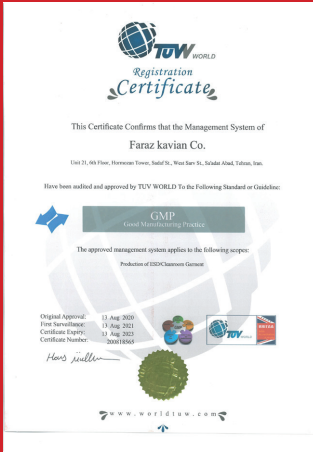 TUW WORLD
Registration
Certificate
This Certificate Confirms that the Management System of
Faraz kavian Co.
Unit 21, 6th Floor, Hormozan Tower, Sadaf St., West Sarv St., Sa'adat Abad, Tehran, Iran.
Have been audited and approved by TUV WORLD To the Following Standard or Guideline:
GMP
Good Manufacturing Practice
The approved management system applies to the following scopes:
Production of ESD/Cleanroom Garment
Original Approval: 13 Aug 2020
First Surveillance: 13 Aug 2021
Certificate Expiry: 13 Aug 2023
Certificate Number: 200818565
TUV
www.worldtuw.com